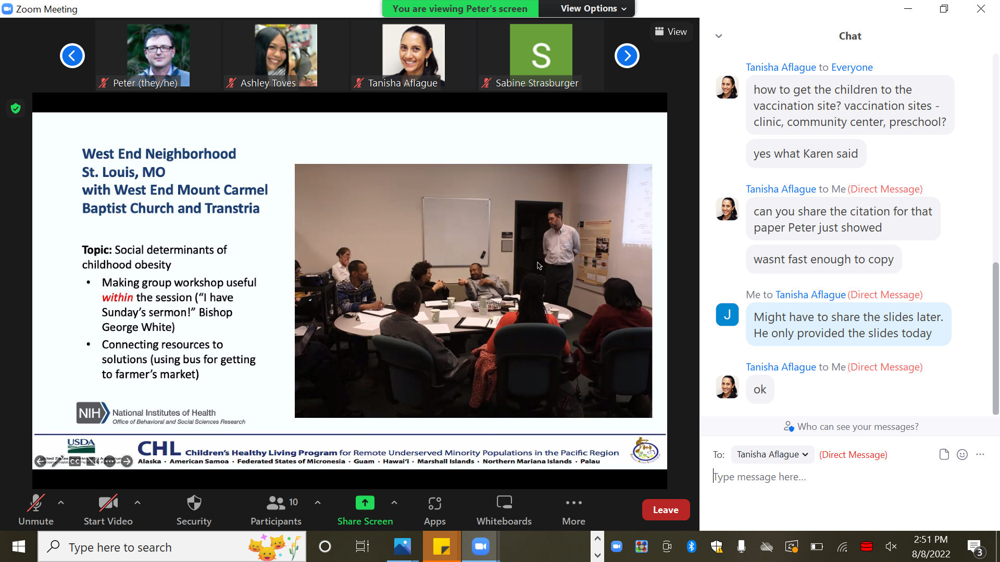 Zoom Meeting
You are viewing Peter's screen
View Options
View
Peter (they/he)
Ashley Toves
Tanisha Aflague
S
Sabine Strasburger
West End Neighborhood
St. Louis, MO
with West End Mount Carmel
Baptist Church and Transtria
Topic: Social determinants of
childhood obesity
• Making group workshop useful
within the session (“I have
Sunday’s sermon!” Bishop
George White)
• Connecting resources to
solutions (using bus for getting
to farmer’s market)
NIH National Institutes of Health
Office of Behavioral and Social Sciences Research
USDA
CHL Children’s Healthy Living Program for Remote Underserved Minority Populations in the Pacific Region
Alaska · American Samoa · Federated States of Micronesia · Guam · Hawai‘i · Marshall Islands · Northern Mariana Islands · Palau
CC
Unmute
Start Video
Security
10
Participants
Share Screen
Apps
Whiteboards
More
Leave
Chat
Tanisha Aflague to Everyone
how to get the children to the
vaccination site? vaccination sites -
clinic, community center, preschool?
yes what Karen said
Tanisha Aflague to Me (Direct Message)
can you share the citation for that
paper Peter just showed
wasnt fast enough to copy
Me to Tanisha Aflague (Direct Message)
J
Might have to share the slides later.
He only provided the slides today
Tanisha Aflague to Me (Direct Message)
ok
Who can see your messages?
To: Tanisha Aflague (Direct Message)
Type message here...
Type here to search
2:51 PM
8/8/2022
3